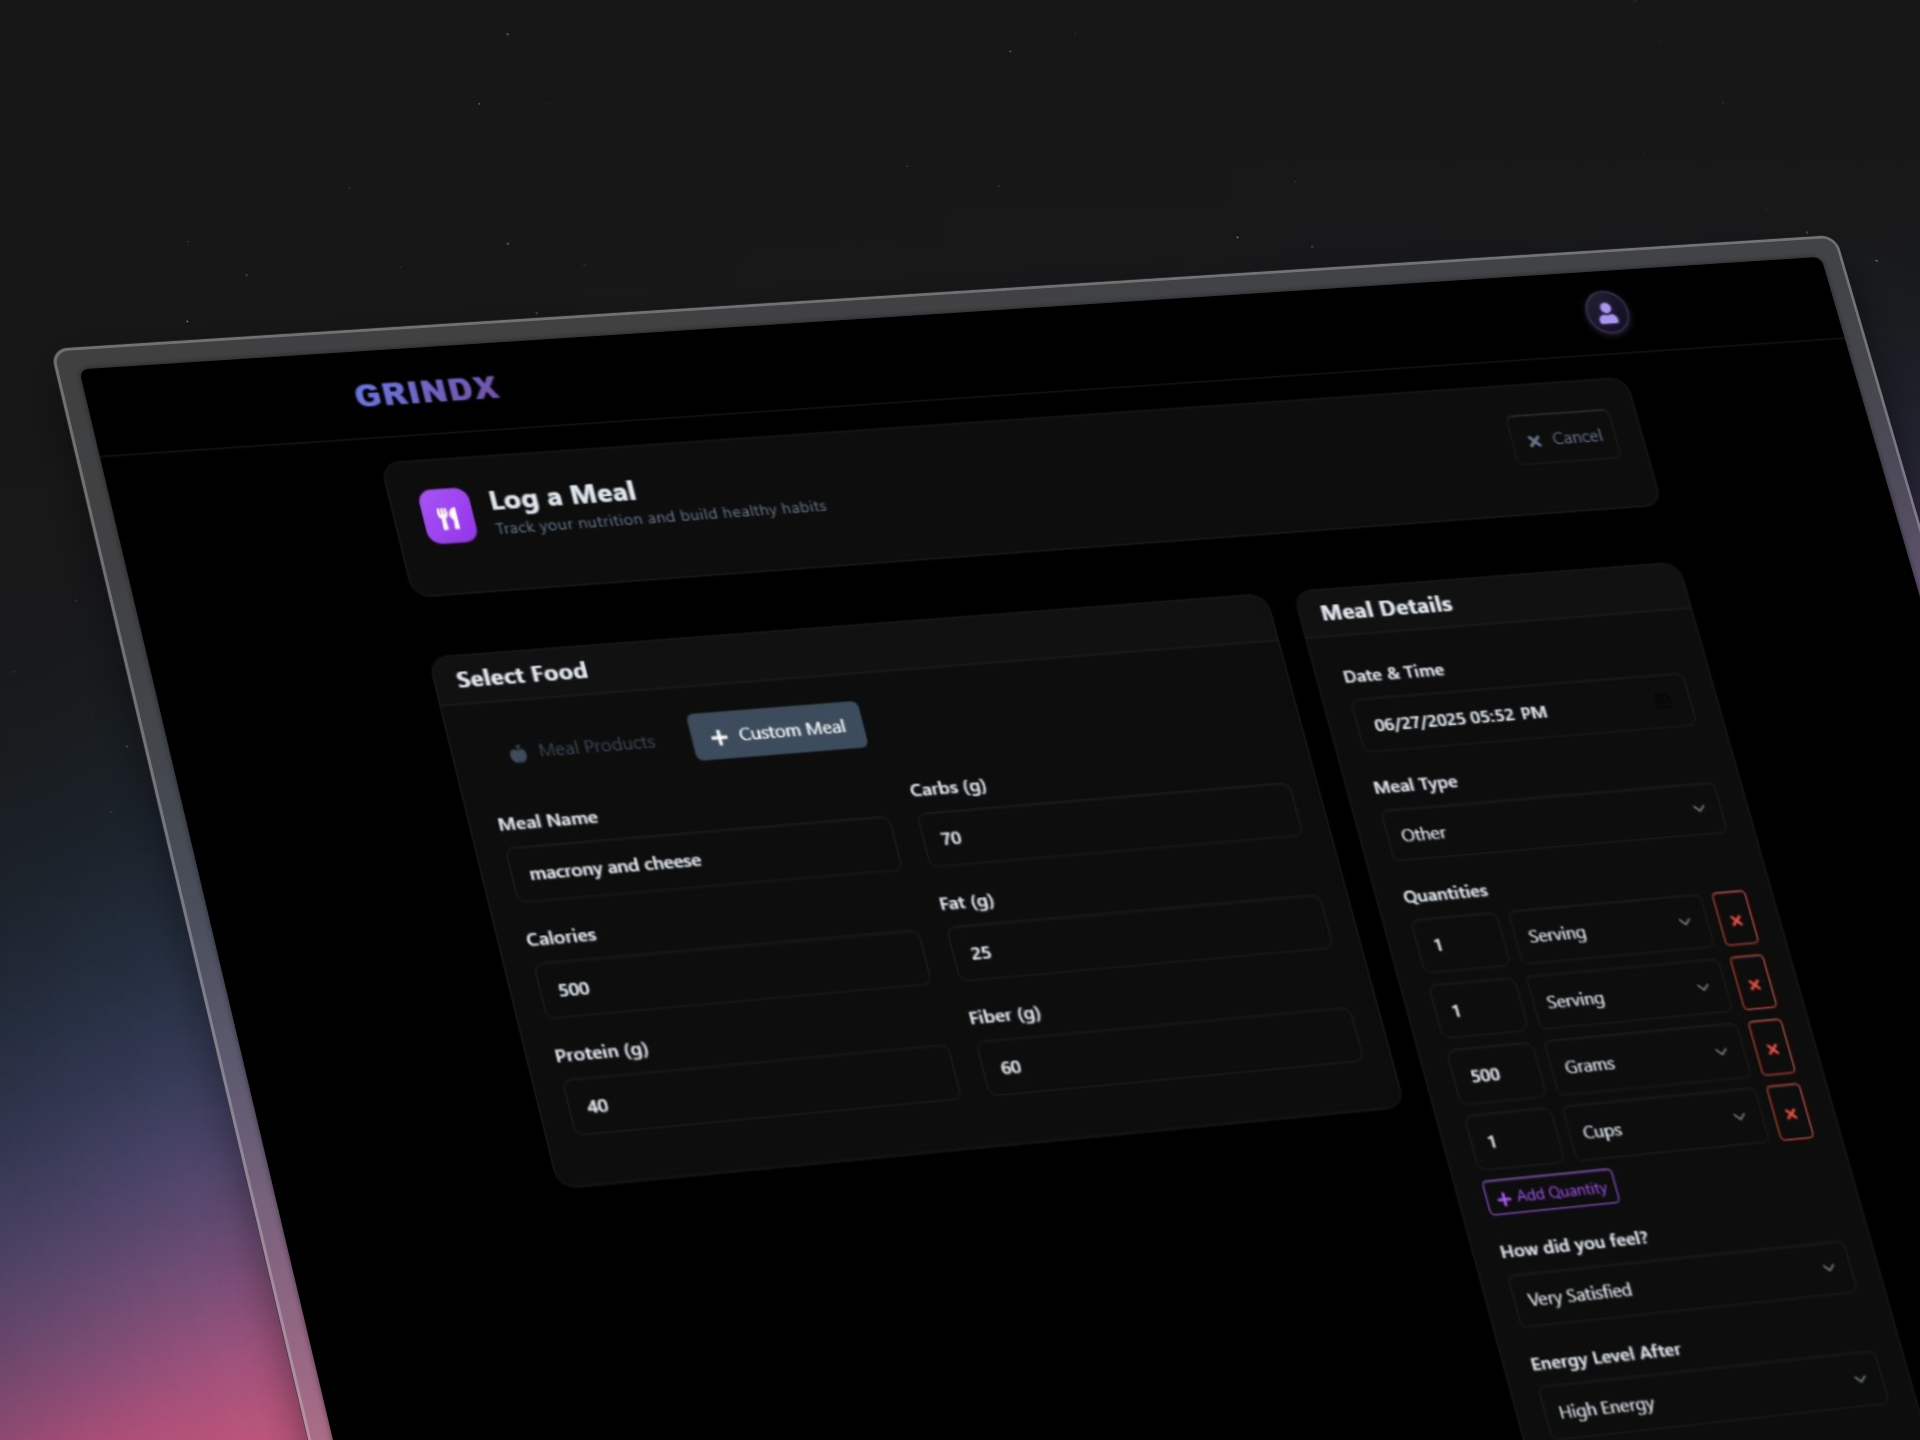 GRINDX
Log a Meal
Track your nutrition and build healthy habits
Cancel
Select Food
Meal Products
Custom Meal
Meal Name
macrony and cheese
Calories
500
Protein (g)
40
Carbs (g)
70
Fat (g)
25
Fiber (g)
60
Meal Details
Date & Time
06/27/2025 05:52 PM
Meal Type
Other
Quantities
1 Serving
1 Serving
500 Grams
1 Cups
Add Quantity
How did you feel?
Very Satisfied
Energy Level After
High Energy